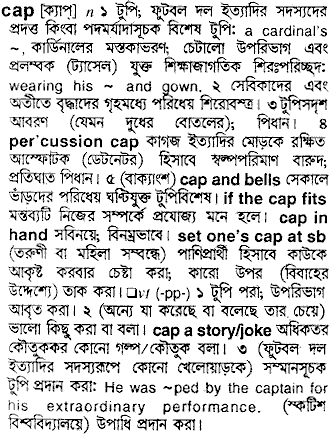 cap [ক্যাপ্] n ১ টুপি; ফুটবল দল ইত্যাদির সদস্যদের
প্রদত্ত কিংবা পদমর্যাদাসূচক বিশেষ টুপি: a cardinal's
~, কার্ডিনালের মস্তকাভরণ; চেটালো উপরিভাগ এবং
প্রলম্বক (ট্যাসেল) যুক্ত শিক্ষাজাগতিক শিরঃপরিচ্ছদ:
wearing his ~ and gown. ২ সেবিকাদের এবং
অতীতে বৃদ্ধাদের গৃহমধ্যে পরিধেয় শিরোবস্ত্র। ৩ টুপিসদৃশ
আবরণ (যেমন দুধের বোতলের); পিধান। ৪
per'cussion cap কাগজ ইত্যাদির মোড়কে রক্ষিত
আস্ফোটক (ডেটনেটর) হিসাবে স্বল্পপরিমাণ বারুদ;
প্রতিঘাত পিধান। ৫ (বাক্যাংশ) cap and bells সেকালে
ভাঁড়দের পরিধেয় ঘণ্টিযুক্ত টুপিবিশেষ। if the cap fits
মন্তব্যটি নিজের সম্পর্কে প্রযোজ্য মনে হলে। cap in
hand সবিনয়ে; বিনম্রভাবে। set one's cap at sb
(তরুণী বা মহিলা সম্বন্ধে) পাণিপ্রার্থী হিসাবে কাউকে
আকৃষ্ট করবার চেষ্টা করা; কারো উপর (বিবাহের
উদ্দেশ্যে) তাক করা। □vt (-pp-) ১ টুপি পরা; উপরিভাগ
আবৃত করা। ২ (অন্যে যা করেছে বা বলেছে তার চেয়ে)
ভালো কিছু করা বা বলা। cap a story/joke অধিকতর
কৌতুককর কোনো গল্প/কৌতুক বলা। ৩ (ফুটবল দল
ইত্যাদির সদস্যরূপে কোনো খেলোয়াড়কে) সম্মানসূচক
টুপি প্রদান করা: He was ~ped by the captain for
his extraordinary performance. (স্কটিশ
বিশ্ববিদ্যালয়ে) উপাধি প্রদান করা।